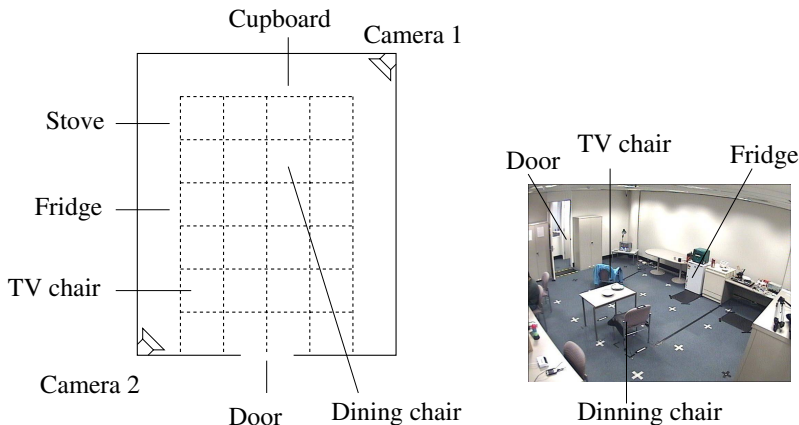 Cupboard
Camera 1
Stove
Fridge
TV chair
Camera 2
Door
Dining chair
Door
TV chair
Fridge
Dinning chair